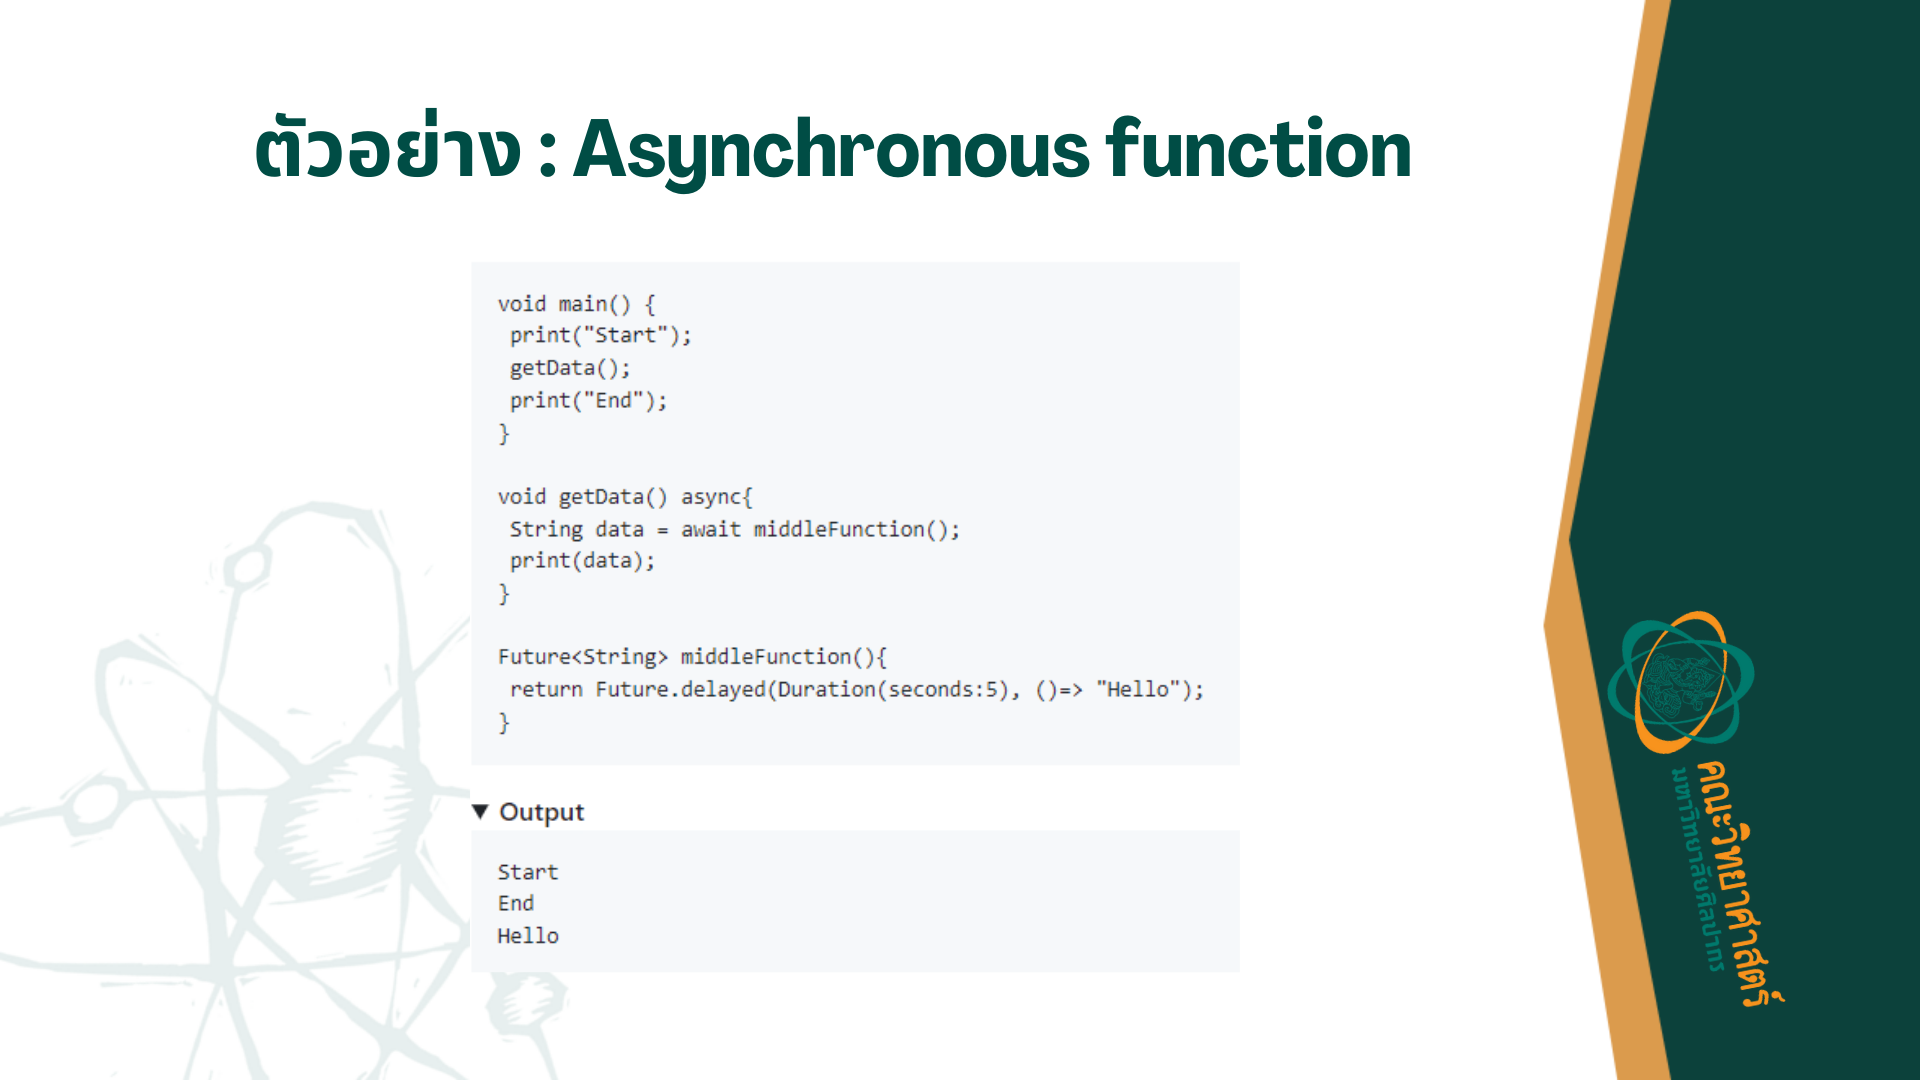 ตัวอย่าง : Asynchronous function
void main() {
 print("Start");
 getData();
 print("End");
}
void getData() async{
 String data = await middleFunction();
 print(data);
}
Future<String> middleFunction(){
 return Future.delayed(Duration(seconds:5), ()=> "Hello");
}
▼ Output
Start
End
Hello
คณะวิทยาศาสตร์
มหาวิทยาลัยศิลปากร